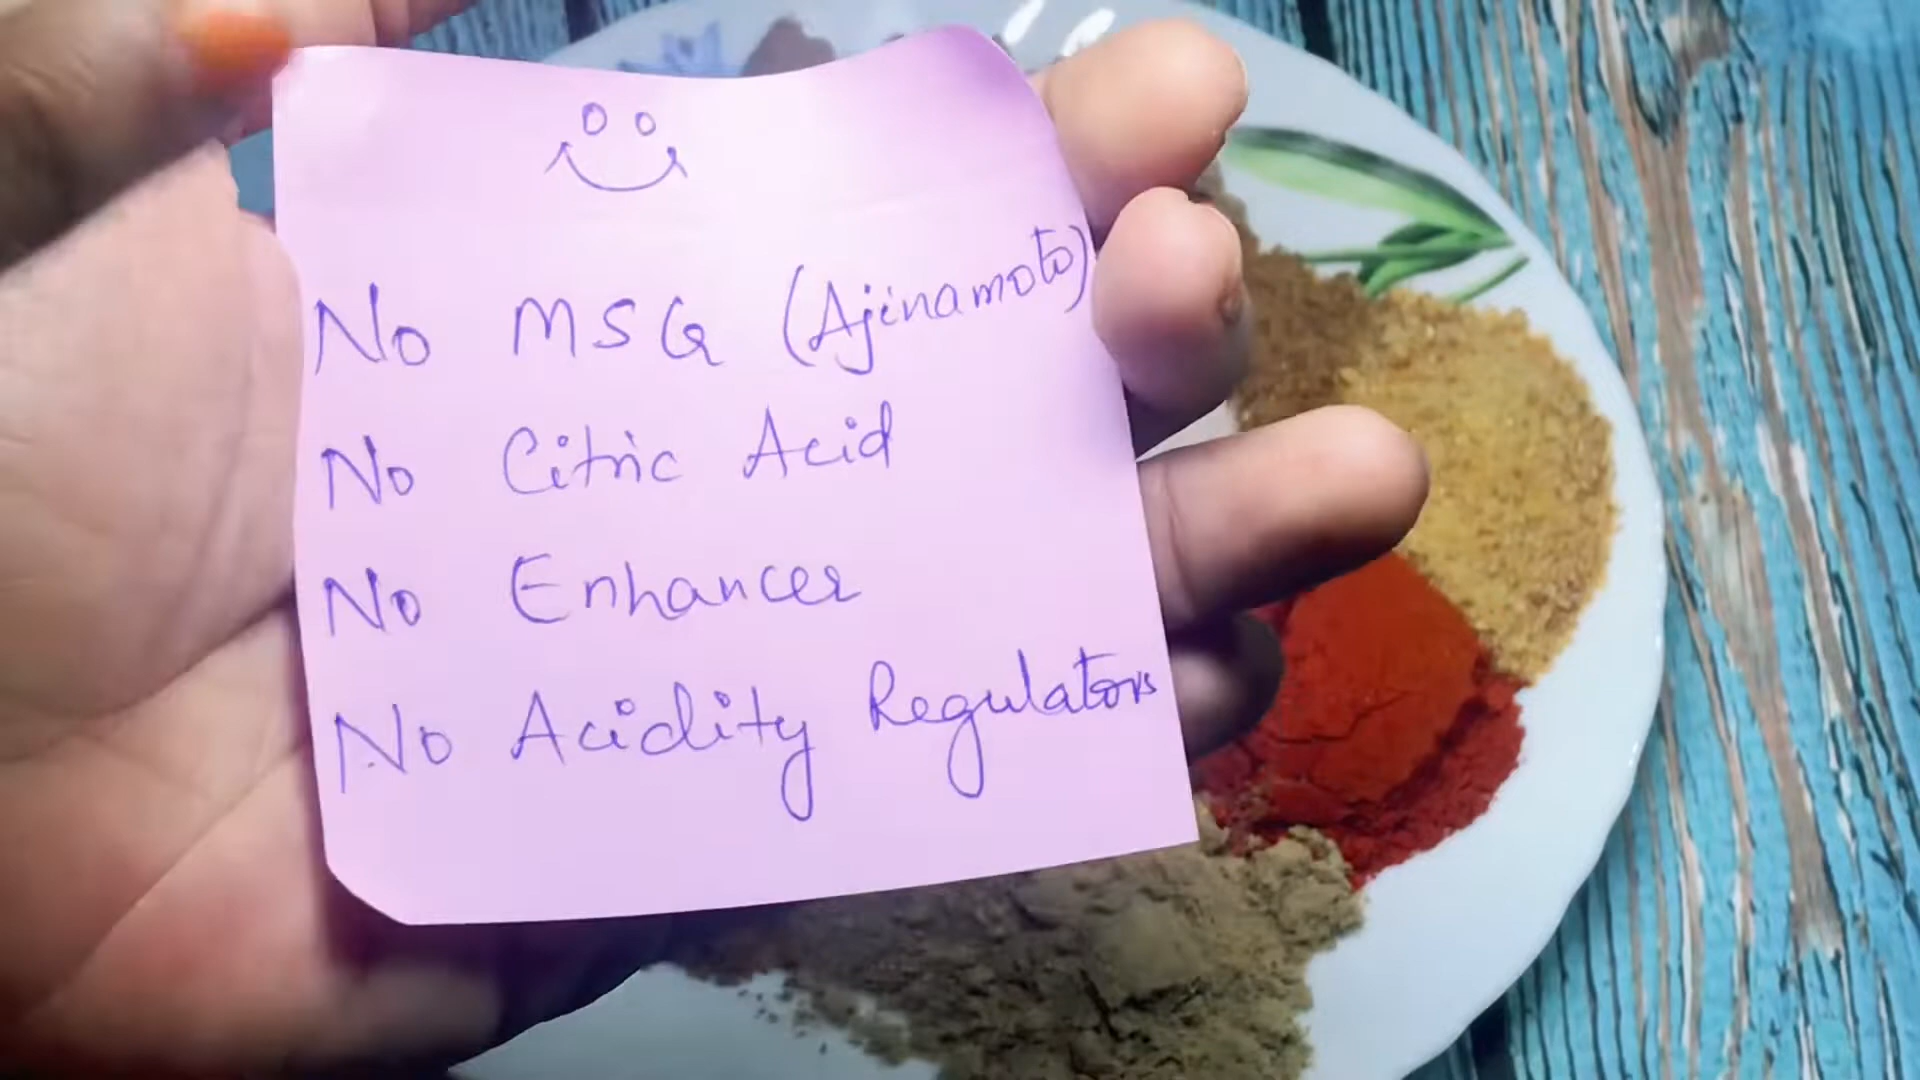 No MSG (Ajinamoto)
No Citric Acid
No Enhancer
No Acidity Regulators